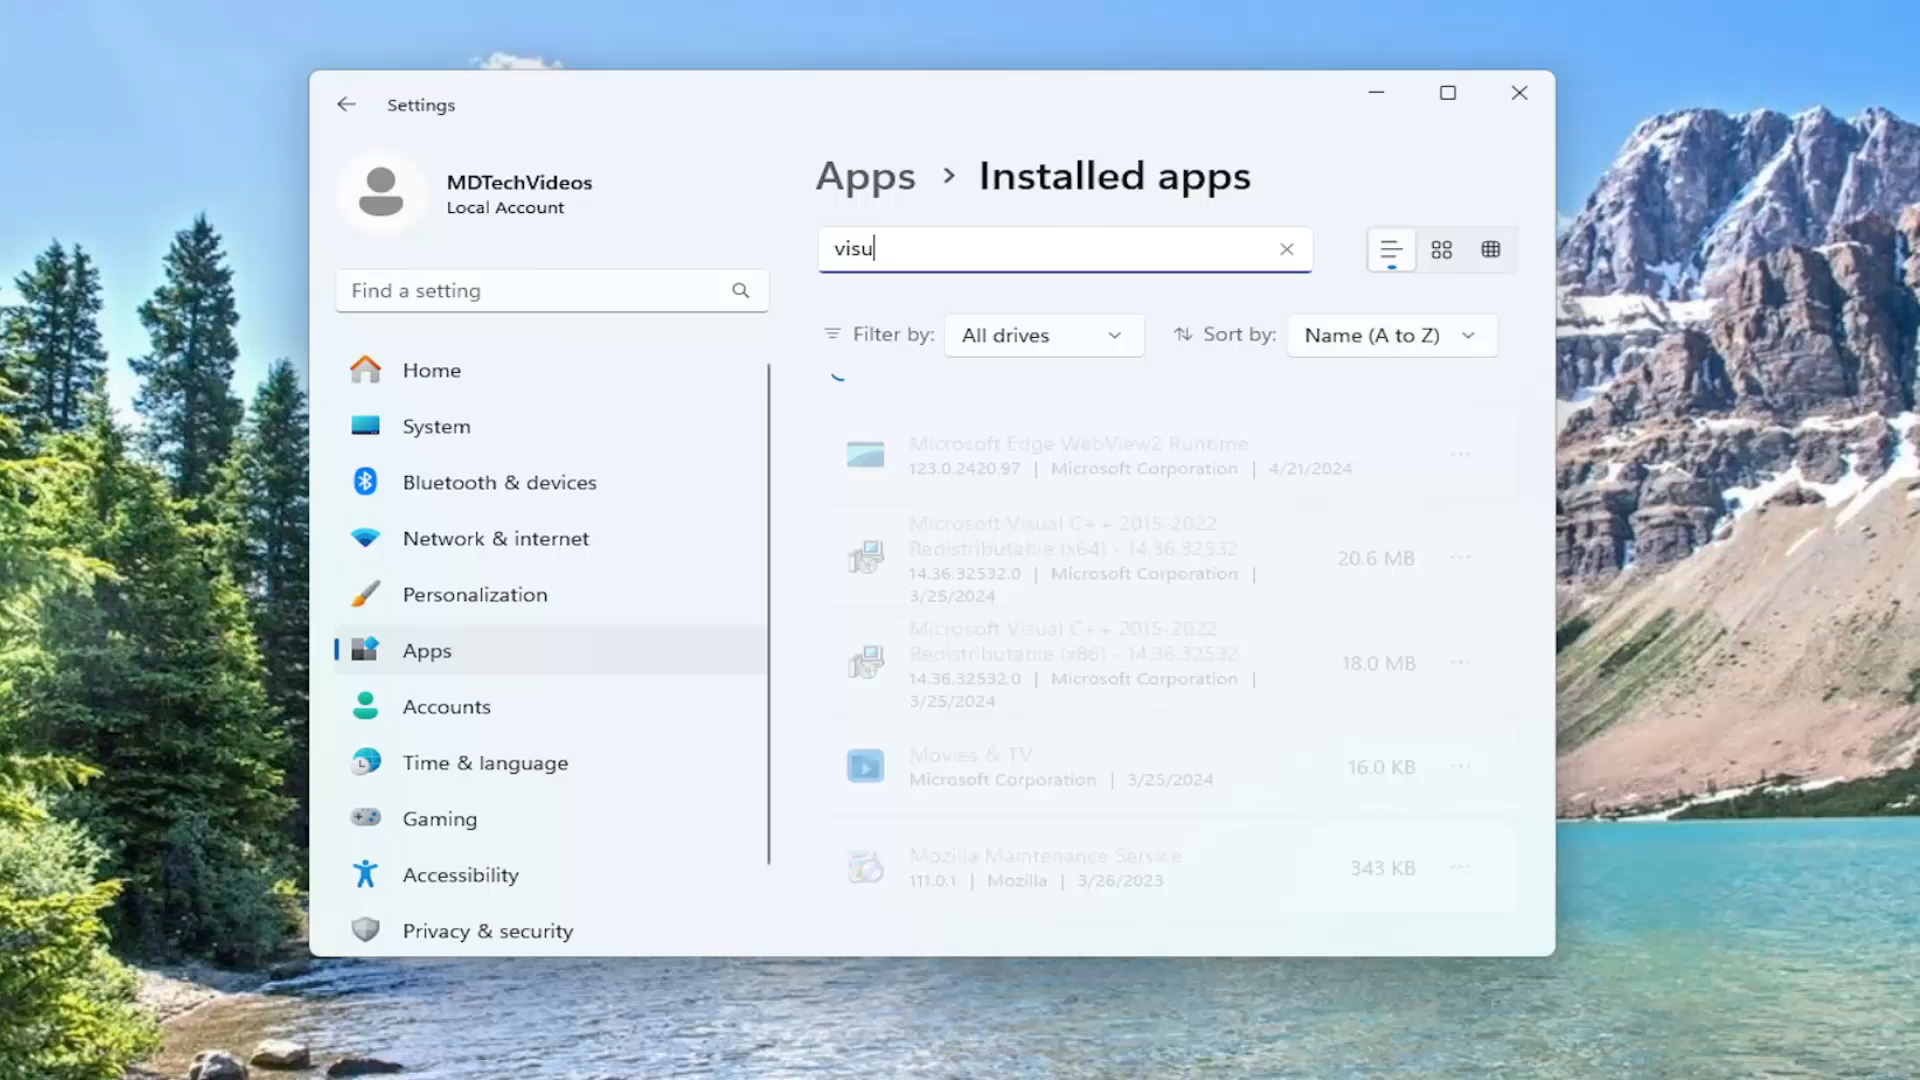 Settings
MDTechVideos
Local Account
Find a setting
Home
System
Bluetooth & devices
Network & internet
Personalization
Apps
Accounts
Time & language
Gaming
Accessibility
Privacy & security
Apps > Installed apps
visu
Filter by: All drives
Sort by: Name (A to Z)
Microsoft Edge WebView2 Runtime
123.0.2420.97 | Microsoft Corporation | 4/21/2024
Microsoft Visual C++ 2015-2022
Redistributable (x64) - 14.36.32532
14.36.32532.0 | Microsoft Corporation |
3/25/2024
20.6 MB
Microsoft Visual C++ 2015-2022
Redistributable (x86) - 14.36.32532
14.36.32532.0 | Microsoft Corporation |
3/25/2024
18.0 MB
Movies & TV
Microsoft Corporation | 3/25/2024
16.0 KB
Mozilla Maintenance Service
111.0.1 | Mozilla | 3/26/2023
343 KB